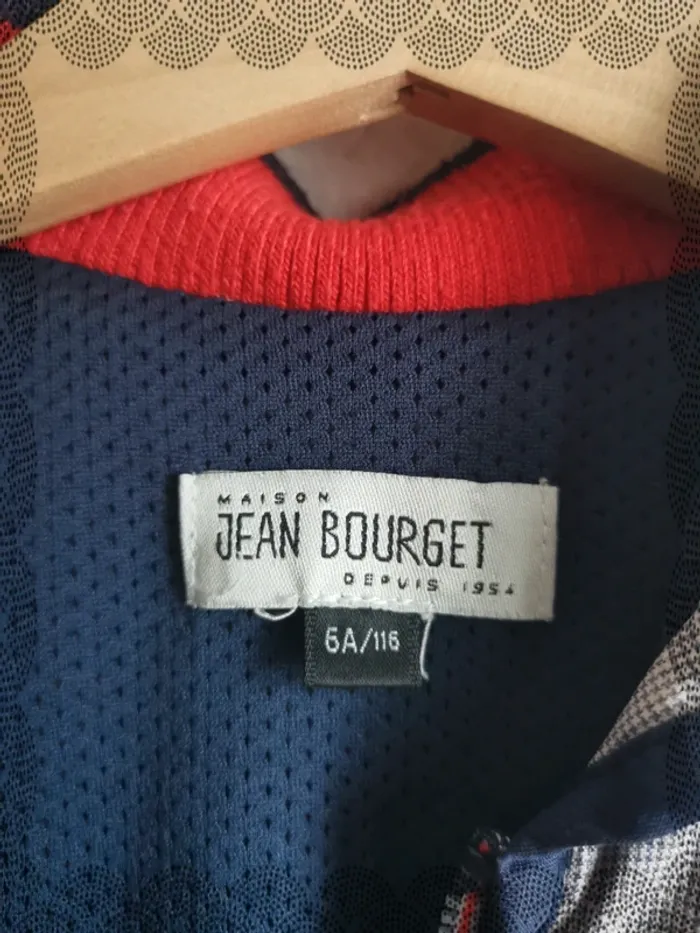 MAISON
JEAN BOURGET
DEPUIS 1954
6A/116